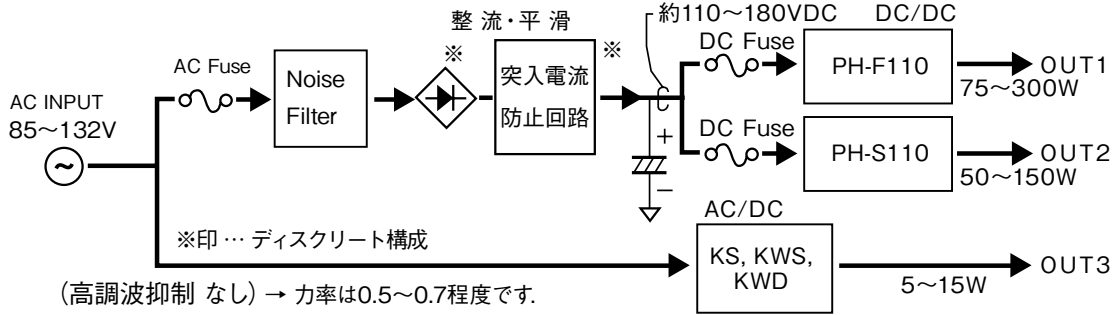 整 流・平 滑
約110～180VDC
DC/DC
AC Fuse
※
※
DC Fuse
Noise
Filter
突入電流
防止回路
PH-F110
OUT1
75～300W
AC INPUT
85～132V
~
DC Fuse
+
−
PH-S110
OUT2
50～150W
AC/DC
※印 … ディスクリート構成
KS, KWS,
KWD
OUT3
5～15W
(高調波抑制 なし) → 力率は0.5～0.7程度です.